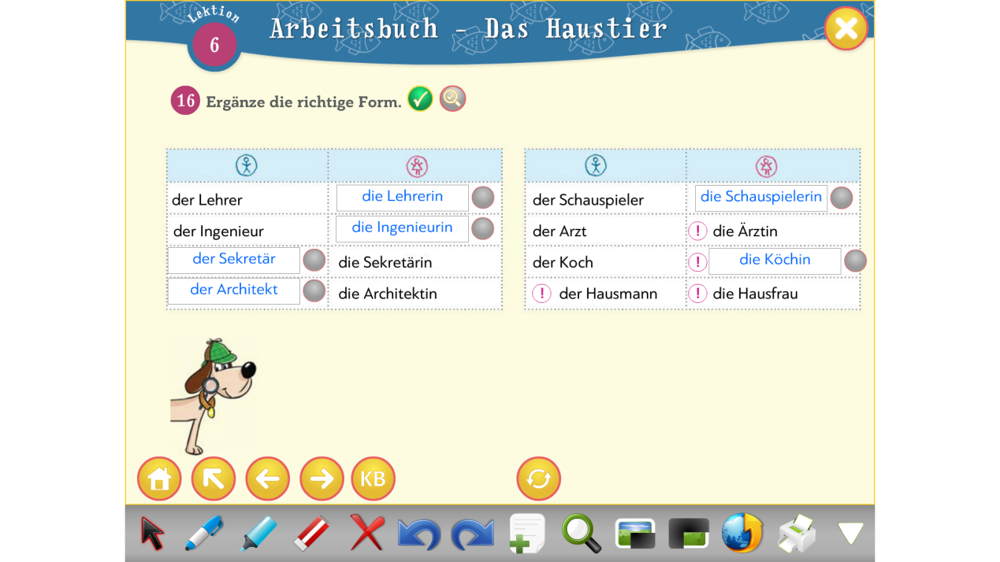 Lektion
6
Arbeitsbuch - Das Haustier
16 Ergänze die richtige Form.
der Lehrer die Lehrerin
der Ingenieur die Ingenieurin
der Sekretär die Sekretärin
der Architekt die Architektin
der Schauspieler die Schauspielerin
der Arzt ! die Ärztin
der Koch ! die Köchin
! der Hausmann ! die Hausfrau
KB